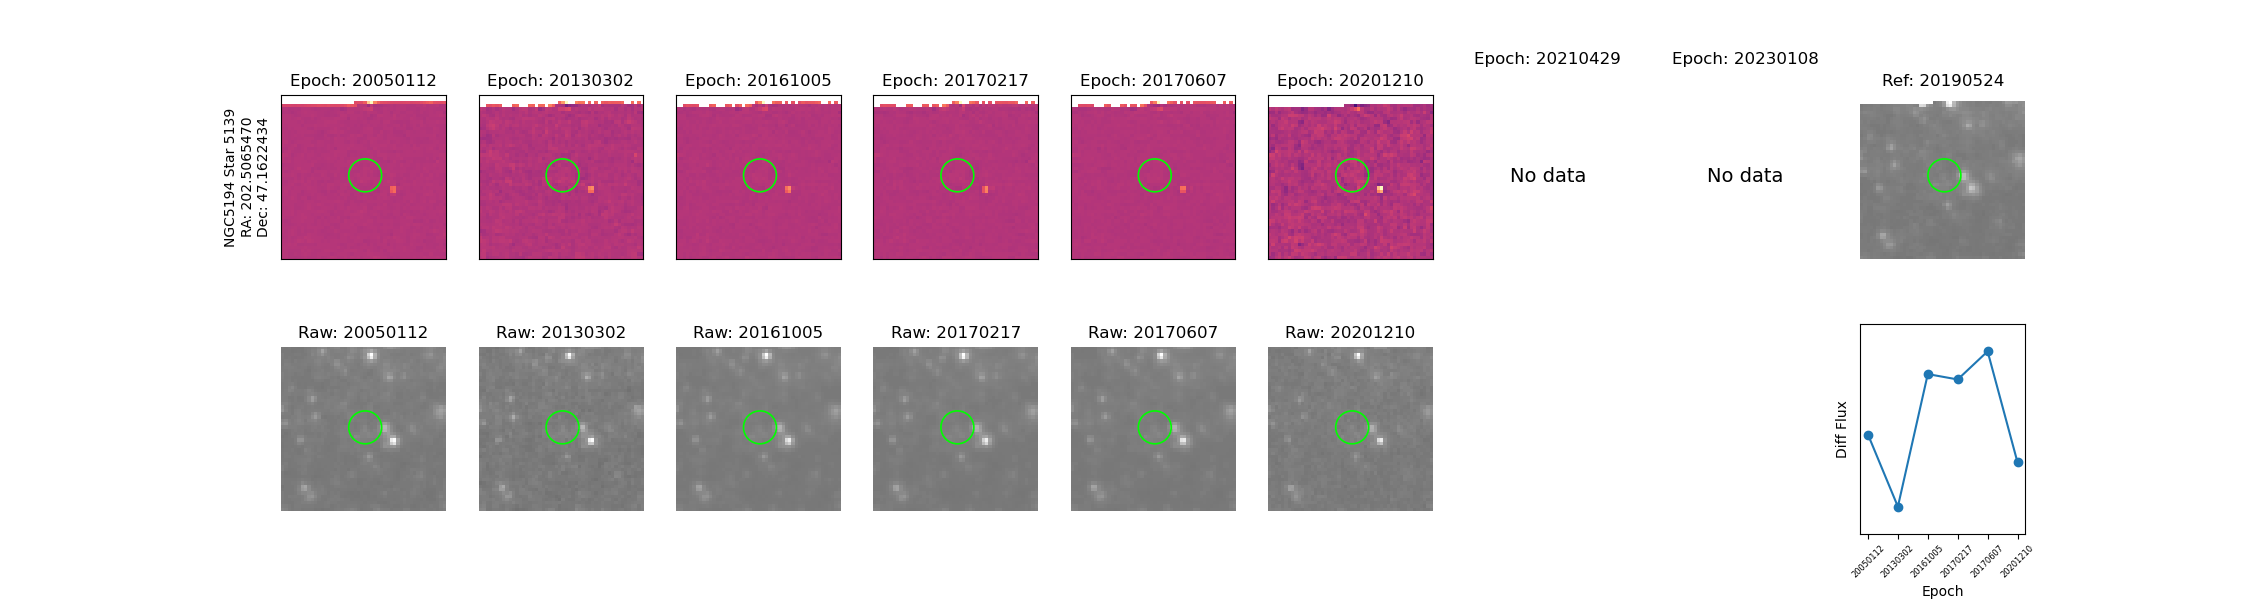 Epoch: 20210429
Epoch: 20230108
Epoch: 20050112
Epoch: 20130302
Epoch: 20161005
Epoch: 20170217
Epoch: 20170607
Epoch: 20201210
Ref: 20190524
NGC5194 Star 5139
RA: 202.5065470
Dec: 47.1622434
No data
No data
Raw: 20050112
Raw: 20130302
Raw: 20161005
Raw: 20170217
Raw: 20170607
Raw: 20201210
Diff Flux
20050112
20130302
20161005
20170217
20170607
20201210
Epoch